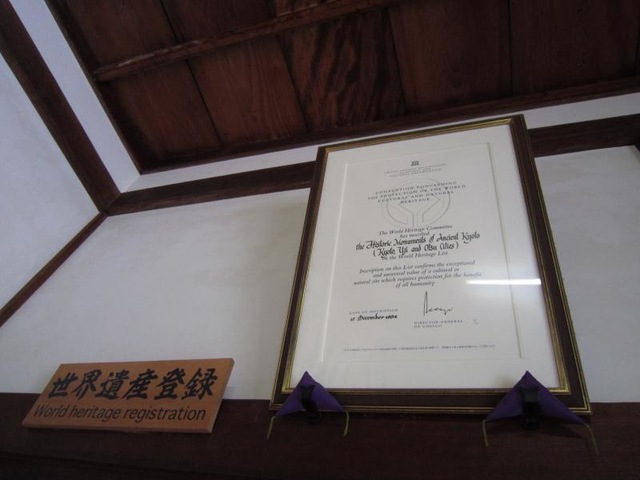 CONVENTION CONCERNING
THE PROTECTION OF THE WORLD
CULTURAL AND NATURAL
HERITAGE
The World Heritage Committee
has inscribed
the Historic Monuments of Ancient Kyoto
(Kyoto, Uji and Otsu Cities)
on the World Heritage List
Inscription on this List confirms the exceptional
and universal value of a cultural or
natural site which requires protection for the benefit
of all humanity
DATE OF INSCRIPTION
DIRECTOR-GENERAL
OF UNESCO
世界遺産登録
World heritage registration